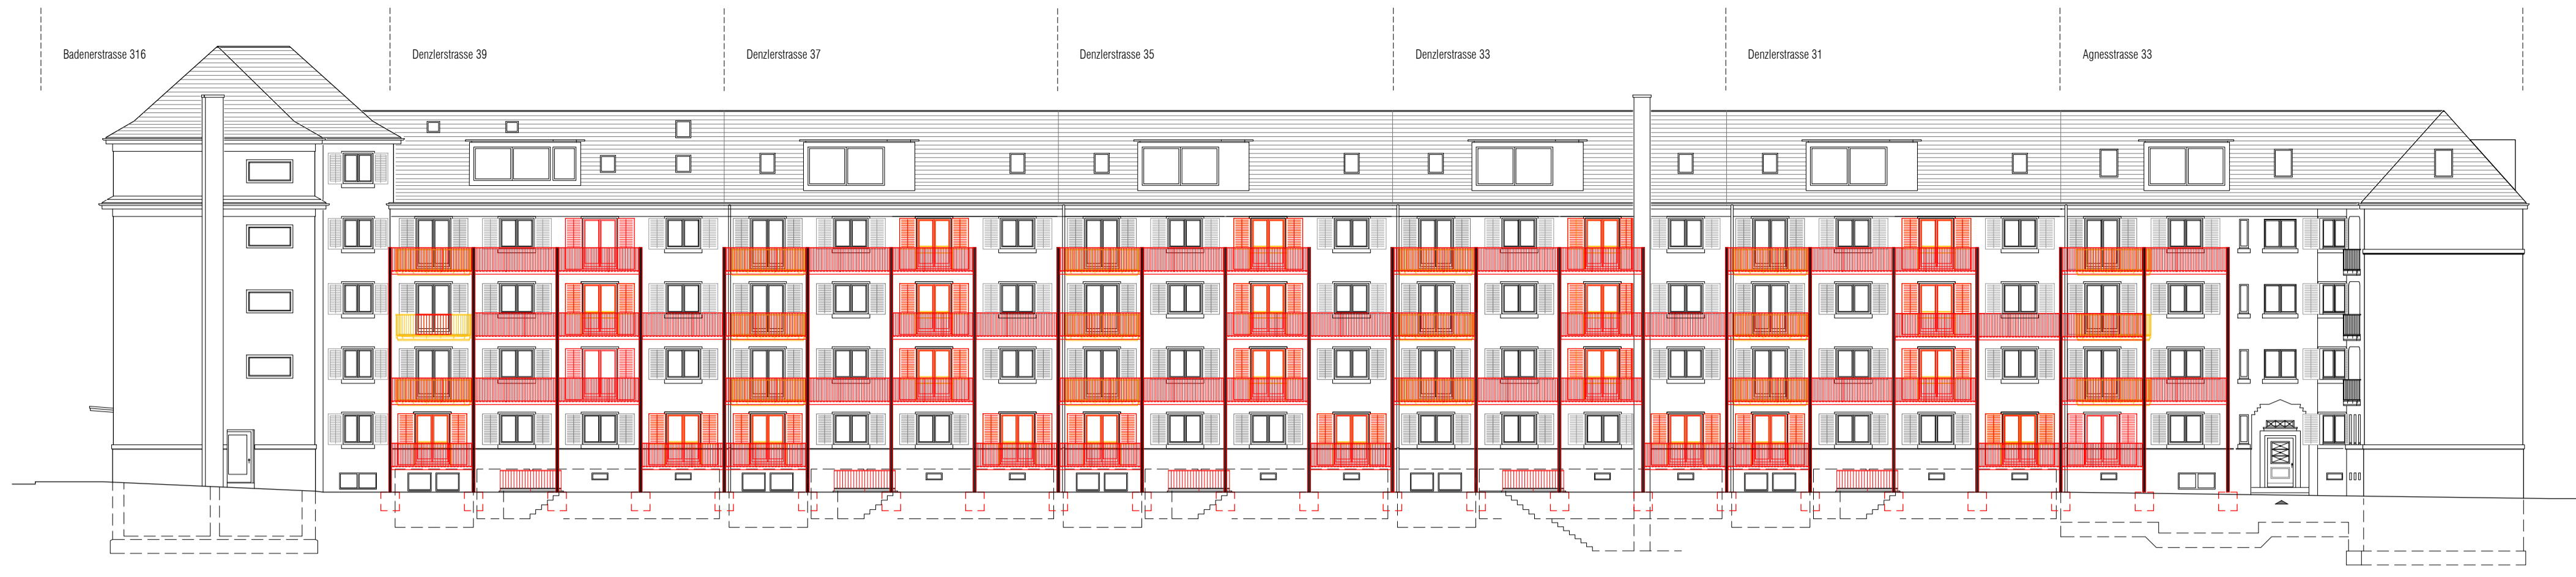 Badenerstrasse 316
Denzlerstrasse 39
Denzlerstrasse 37
Denzlerstrasse 35
Denzlerstrasse 33
Denzlerstrasse 31
Agnesstrasse 33